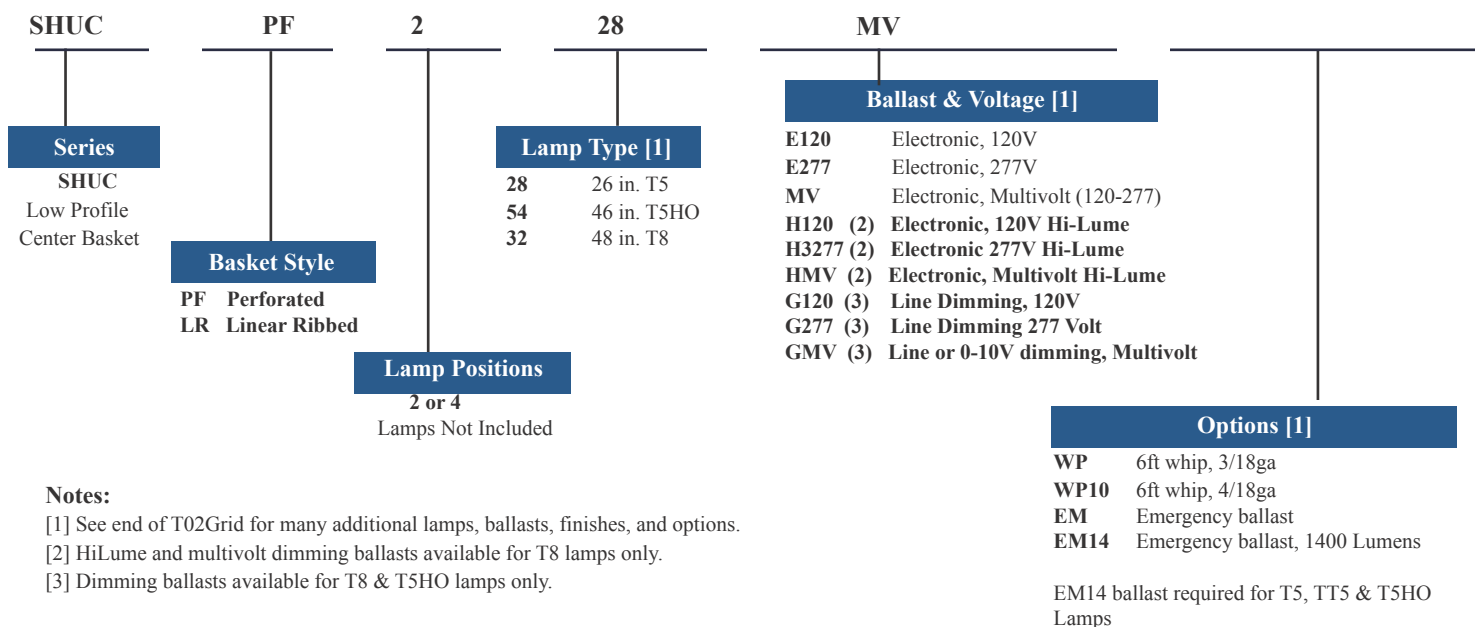 SHUC PF 2 28 MV
Series
SHUC
Low Profile
Center Basket
Basket Style
PF Perforated
LR Linear Ribbed
Lamp Positions
2 or 4
Lamps Not Included
Lamp Type [1]
28 26 in. T5
54 46 in. T5HO
32 48 in. T8
Ballast & Voltage [1]
E120 Electronic, 120V
E277 Electronic, 277V
MV Electronic, Multivolt (120-277)
H120 (2) Electronic, 120V Hi-Lume
H3277 (2) Electronic 277V Hi-Lume
HMV (2) Electronic, Multivolt Hi-Lume
G120 (3) Line Dimming, 120V
G277 (3) Line Dimming 277 Volt
GMV (3) Line or 0-10V dimming, Multivolt
Options [1]
WP 6ft whip, 3/18ga
WP10 6ft whip, 4/18ga
EM Emergency ballast
EM14 Emergency ballast, 1400 Lumens
EM14 ballast required for T5, TT5 & T5HO
Lamps
Notes:
[1] See end of T02Grid for many additional lamps, ballasts, finishes, and options.
[2] HiLume and multivolt dimming ballasts available for T8 lamps only.
[3] Dimming ballasts available for T8 & T5HO lamps only.